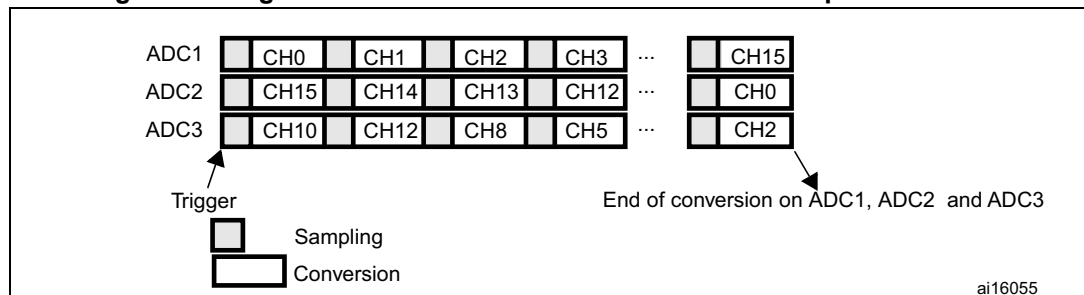 ADC1 CH0 CH1 CH2 CH3 ... CH15
ADC2 CH15 CH14 CH13 CH12 ... CH0
ADC3 CH10 CH12 CH8 CH5 ... CH2
Trigger
End of conversion on ADC1, ADC2 and ADC3
Sampling
Conversion
ai16055